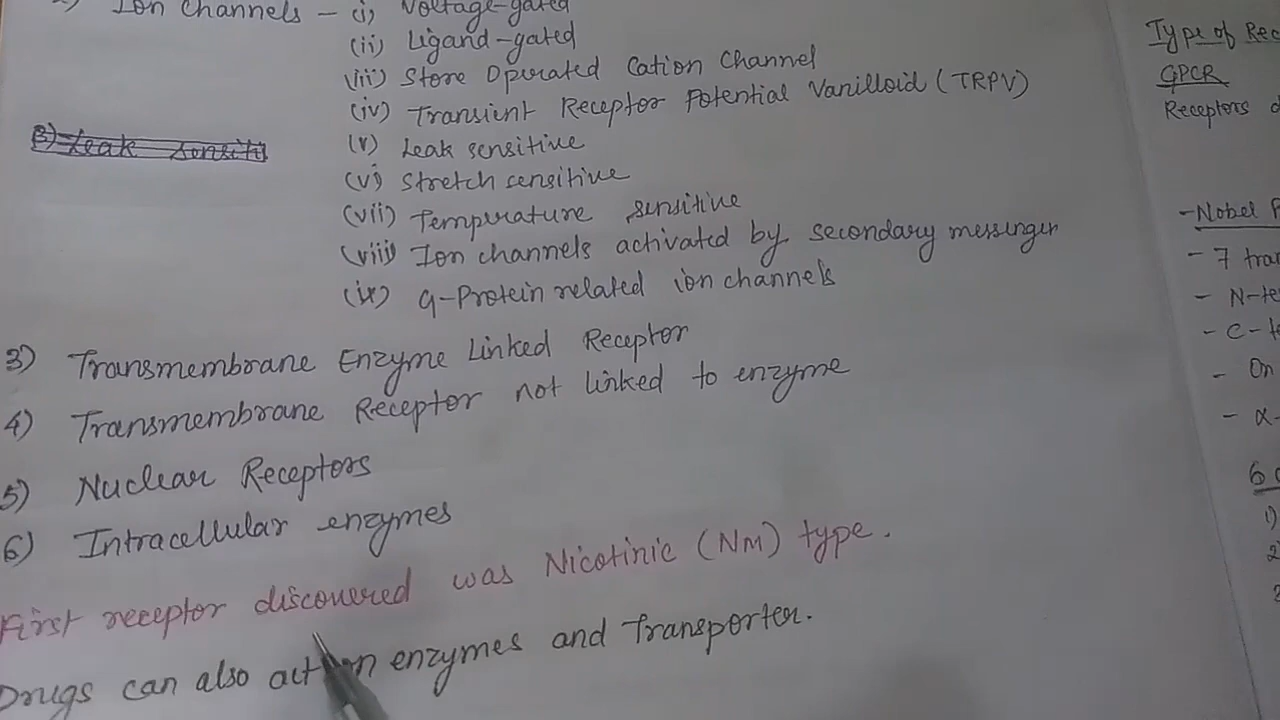 Ion Channels - (i) Voltage-gated
(ii) Ligand-gated
(iii) Store Operated Cation Channel
(iv) Transient Receptor Potential Vanilloid (TRPV)
(v) Leak sensitive
(vi) Stretch sensitive
(vii) Temperature sensitive
(viii) Ion channels activated by secondary messenger
(ix) G-Protein related ion channels
3) Transmembrane Enzyme Linked Receptor
4) Transmembrane Receptor not linked to enzyme
5) Nuclear Receptors
6) Intracellular enzymes
First receptor discovered was Nicotinic (NM) type.
Drugs can also act on enzymes and Transporter.
Type of Rec
GPCR
Receptors
- Nobel
- 7 tran
- N-te
- C-t
- On
- α-
6
1)
2)